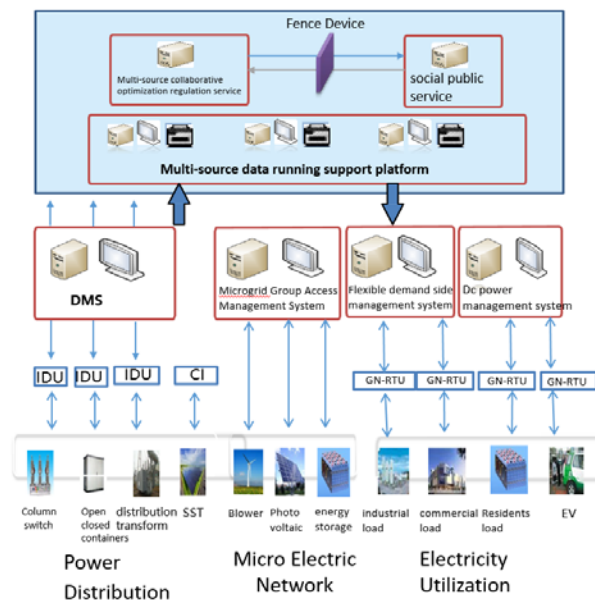 Fence Device
Multi-source collaborative
optimization regulation service
social public
service
Multi-source data running support platform
DMS
Microgrid Group Access
Management System
Flexible demand side
management system
Dc power
management system
IDU
IDU
IDU
CI
GN-RTU
GN-RTU
GN-RTU
GN-RTU
Column
switch
Open
closed
containers
distribution
transform
SST
Blower
Photo
voltaic
energy
storage
industrial
load
commercial
load
Residents
load
EV
Power
Distribution
Micro Electric
Network
Electricity
Utilization